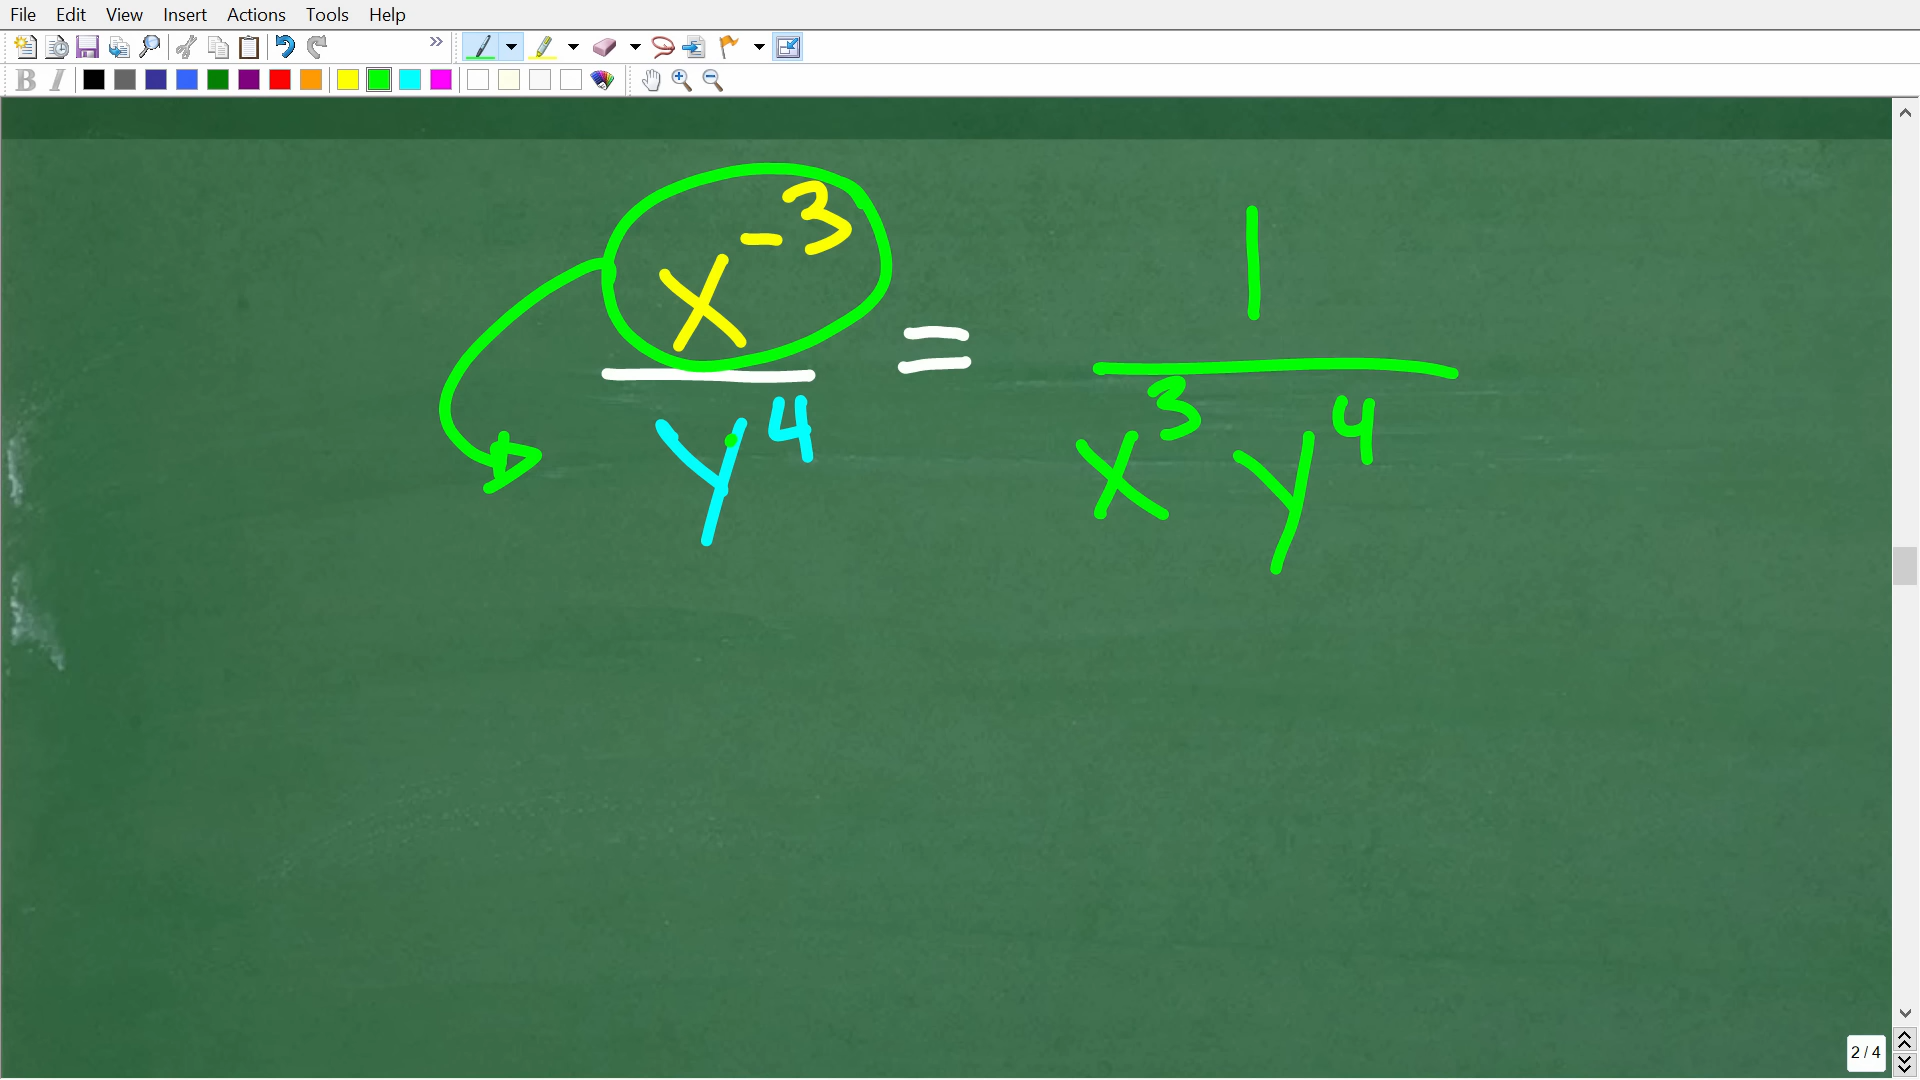 File Edit View Insert Actions Tools Help
B I
x^-3 / y^4 = 1 / x^3 y^4
2 / 4